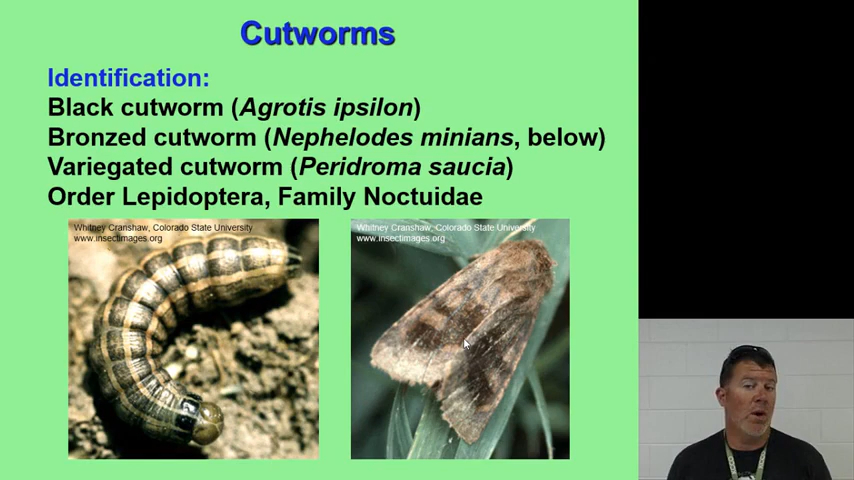 Cutworms
Identification:
Black cutworm (Agrotis ipsilon)
Bronzed cutworm (Nephelodes minians, below)
Variegated cutworm (Peridroma saucia)
Order Lepidoptera, Family Noctuidae
Whitney Cranshaw, Colorado State University
www.insectimages.org
Whitney Cranshaw, Colorado State University
www.insectimages.org